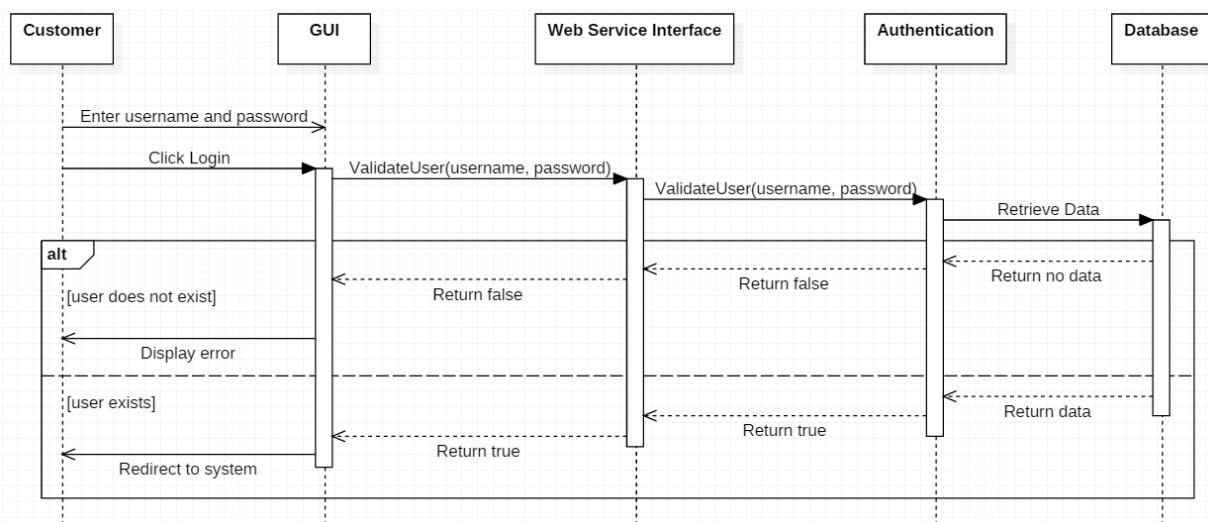 Customer
GUI
Web Service Interface
Authentication
Database
Enter username and password
Click Login
ValidateUser(username, password)
ValidateUser(username, password)
Retrieve Data
alt
Return no data
Return false
Return false
[user does not exist]
Display error
[user exists]
Return data
Return true
Return true
Redirect to system